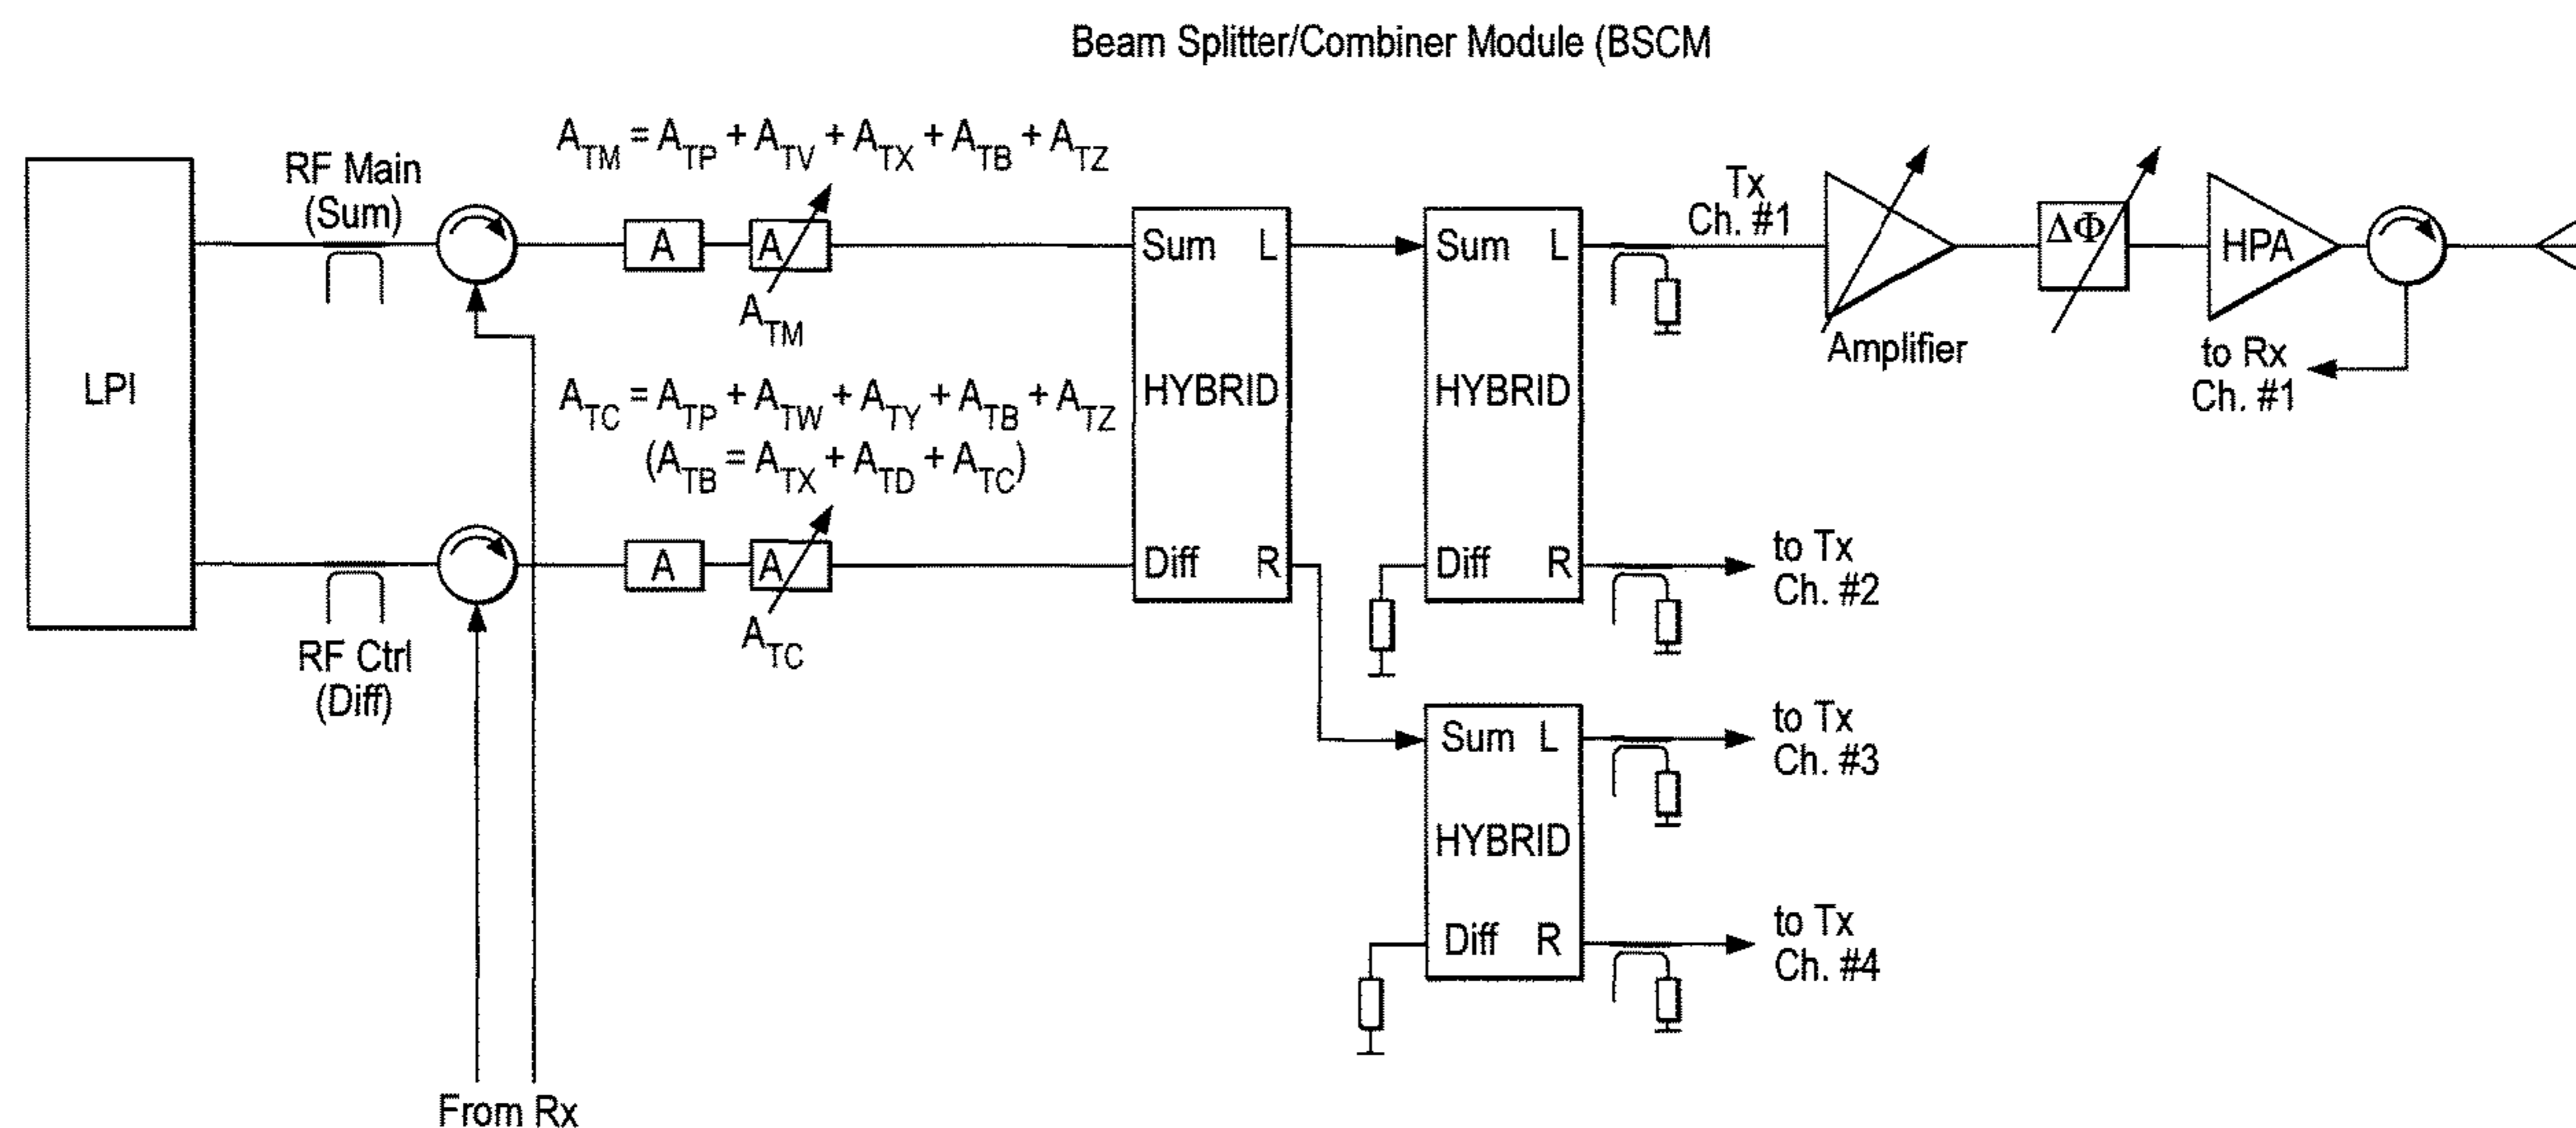 Beam Splitter/Combiner Module (BSCM
A_TM = A_TP + A_TV + A_TX + A_TB + A_TZ
RF Main
(Sum)
A
A
A_TM
LPI
A_TC = A_TP + A_TW + A_TY + A_TB + A_TZ
(A_TB = A_TX + A_TD + A_TC)
A
A
A_TC
RF Ctrl
(Diff)
From Rx
Sum L
HYBRID
Diff R
Sum L
HYBRID
Diff R
Tx
Ch. #1
Amplifier
ΔΦ
HPA
to Rx
Ch. #1
to Tx
Ch. #2
Sum L
HYBRID
Diff R
to Tx
Ch. #3
to Tx
Ch. #4